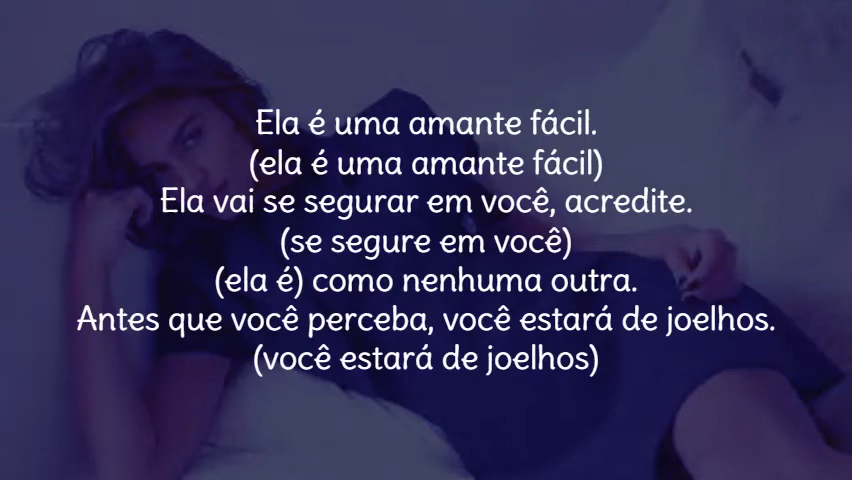 Ela é uma amante fácil.
(ela é uma amante fácil)
Ela vai se segurar em você, acredite.
(se segure em você)
(ela é) como nenhuma outra.
Antes que você perceba, você estará de joelhos.
(você estará de joelhos)